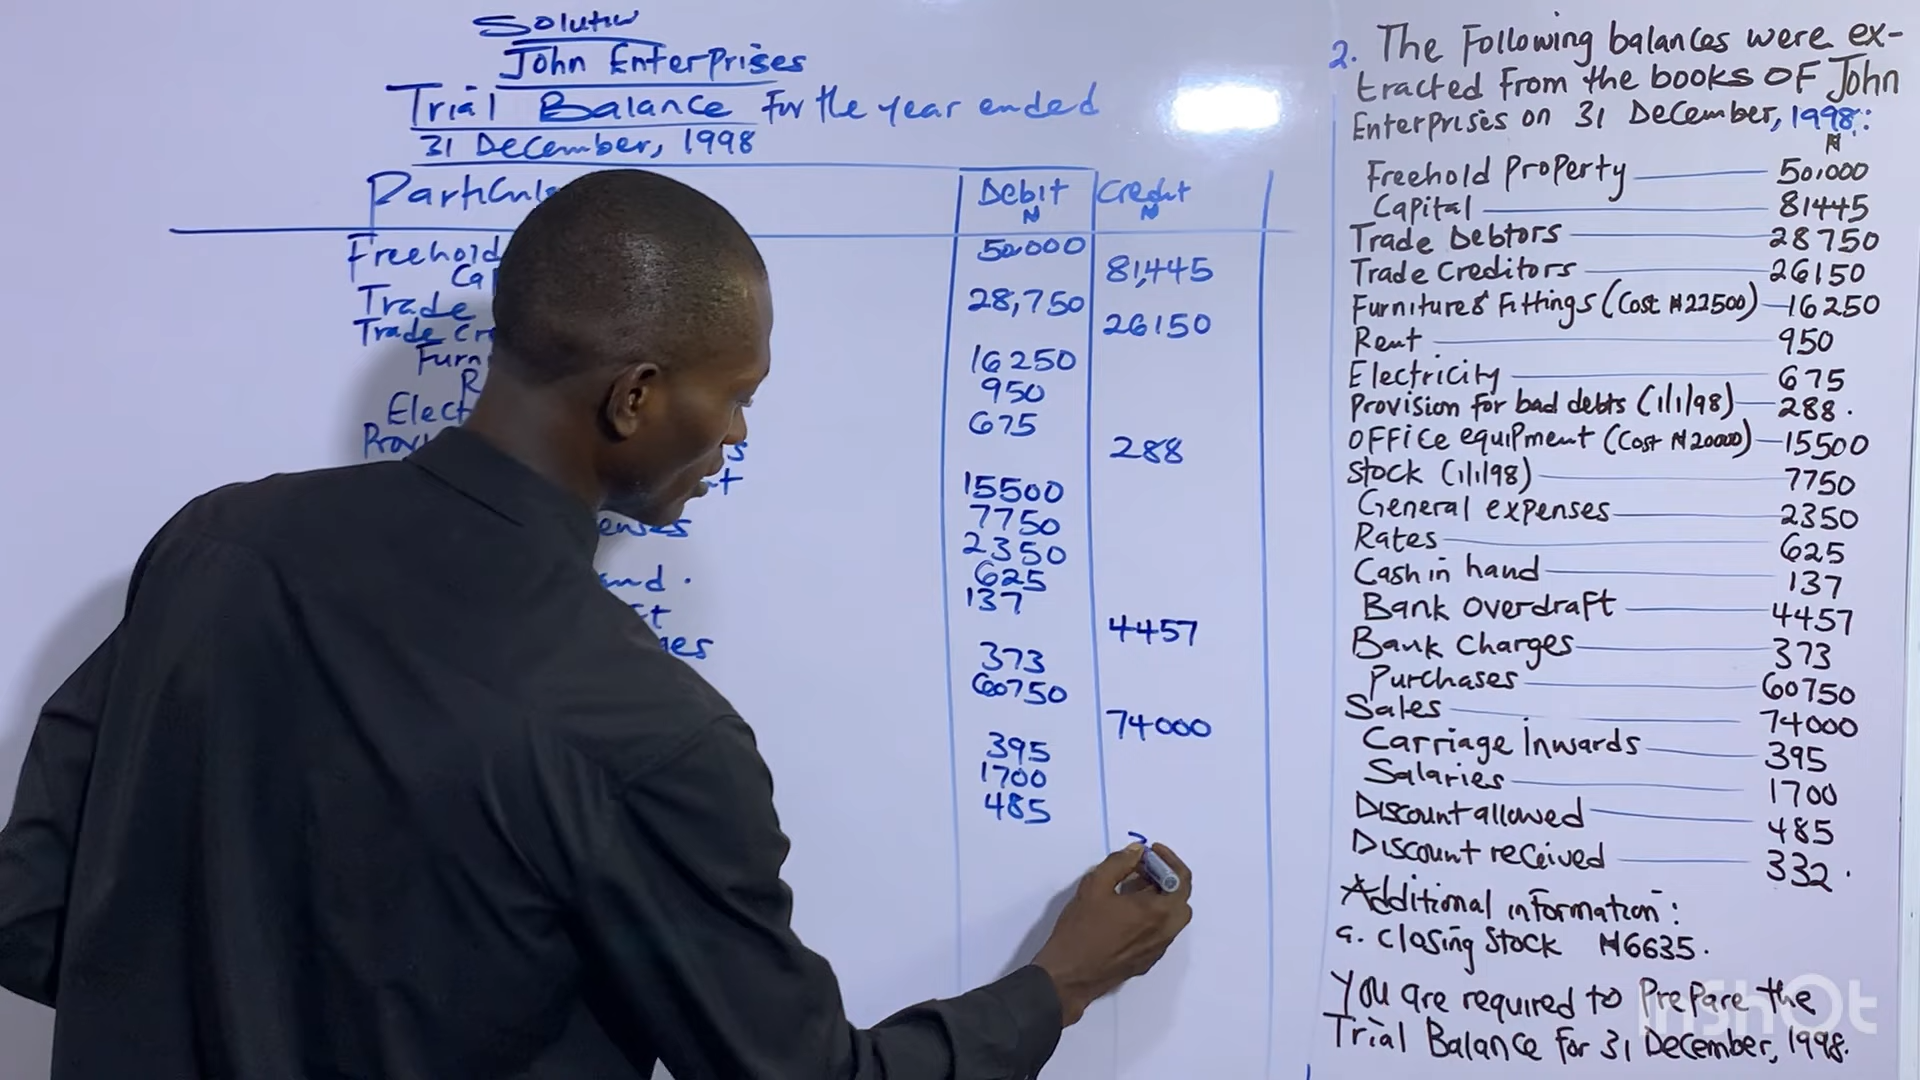 Solution
John Enterprises
Trial Balance For the year ended
31 December, 1998
Debit Credit
₦ ₦
Freehold 50,000
81,445
Trade 28,750
26150
16250
950
675
288
15500
7750
enses 2350
625
137
4457
373
60750
74000
395
1700
485
2. The Following balances were ex-
tracted From the books OF John
Enterprises on 31 December, 1998:
₦
Freehold Property 50,000
Capital 81445
Trade Debtors 28750
Trade Creditors 26150
Furniture & Fittings (Cost ₦22500) 16250
Rent 950
Electricity 675
Provision for bad debts (1/1/98) 288.
OFFice equipment (Cost ₦20000) 15500
Stock (1/1/98) 7750
General expenses 2350
Rates 625
Cash in hand 137
Bank Overdraft 4457
Bank Charges 373
Purchases 60750
Sales 74000
Carriage Inwards 395
Salaries 1700
Discount allowed 485
Discount received 332.
Additional information:
a. Closing Stock ₦6635.
You are required to Prepare the
Trial Balance for 31 December, 1998.
InShOt